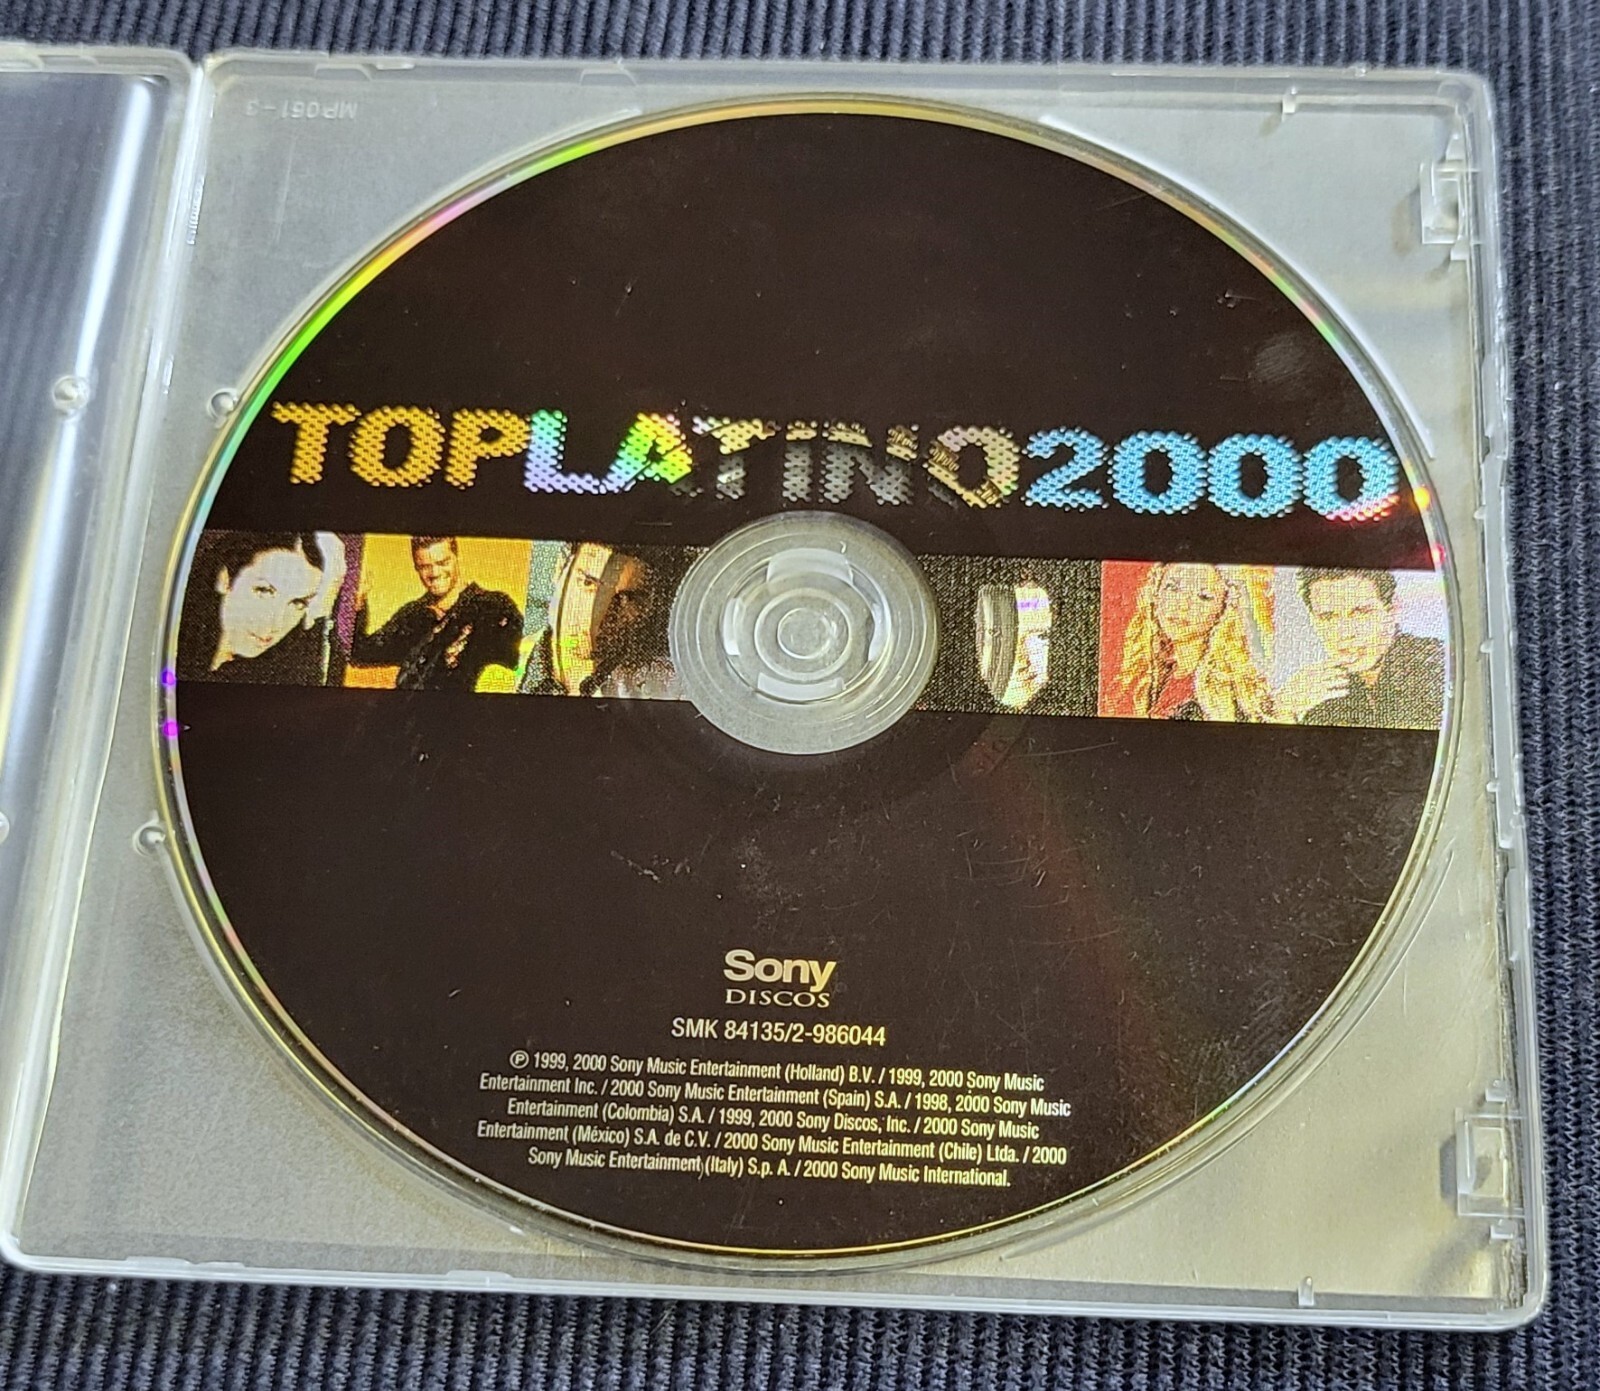 MP051-3
TOPLATINO2000
Sony
DISCOS
SMK 84135/2-986044
℗ 1999, 2000 Sony Music Entertainment (Holland) B.V. / 1999, 2000 Sony Music
Entertainment Inc. / 2000 Sony Music Entertainment (Spain) S.A. / 1998, 2000 Sony Music
Entertainment (Colombia) S.A. / 1999, 2000 Sony Discos, Inc. / 2000 Sony Music
Entertainment (México) S.A. de C.V. / 2000 Sony Music Entertainment (Chile) Ltda. / 2000
Sony Music Entertainment (Italy) S.p. A. / 2000 Sony Music International.